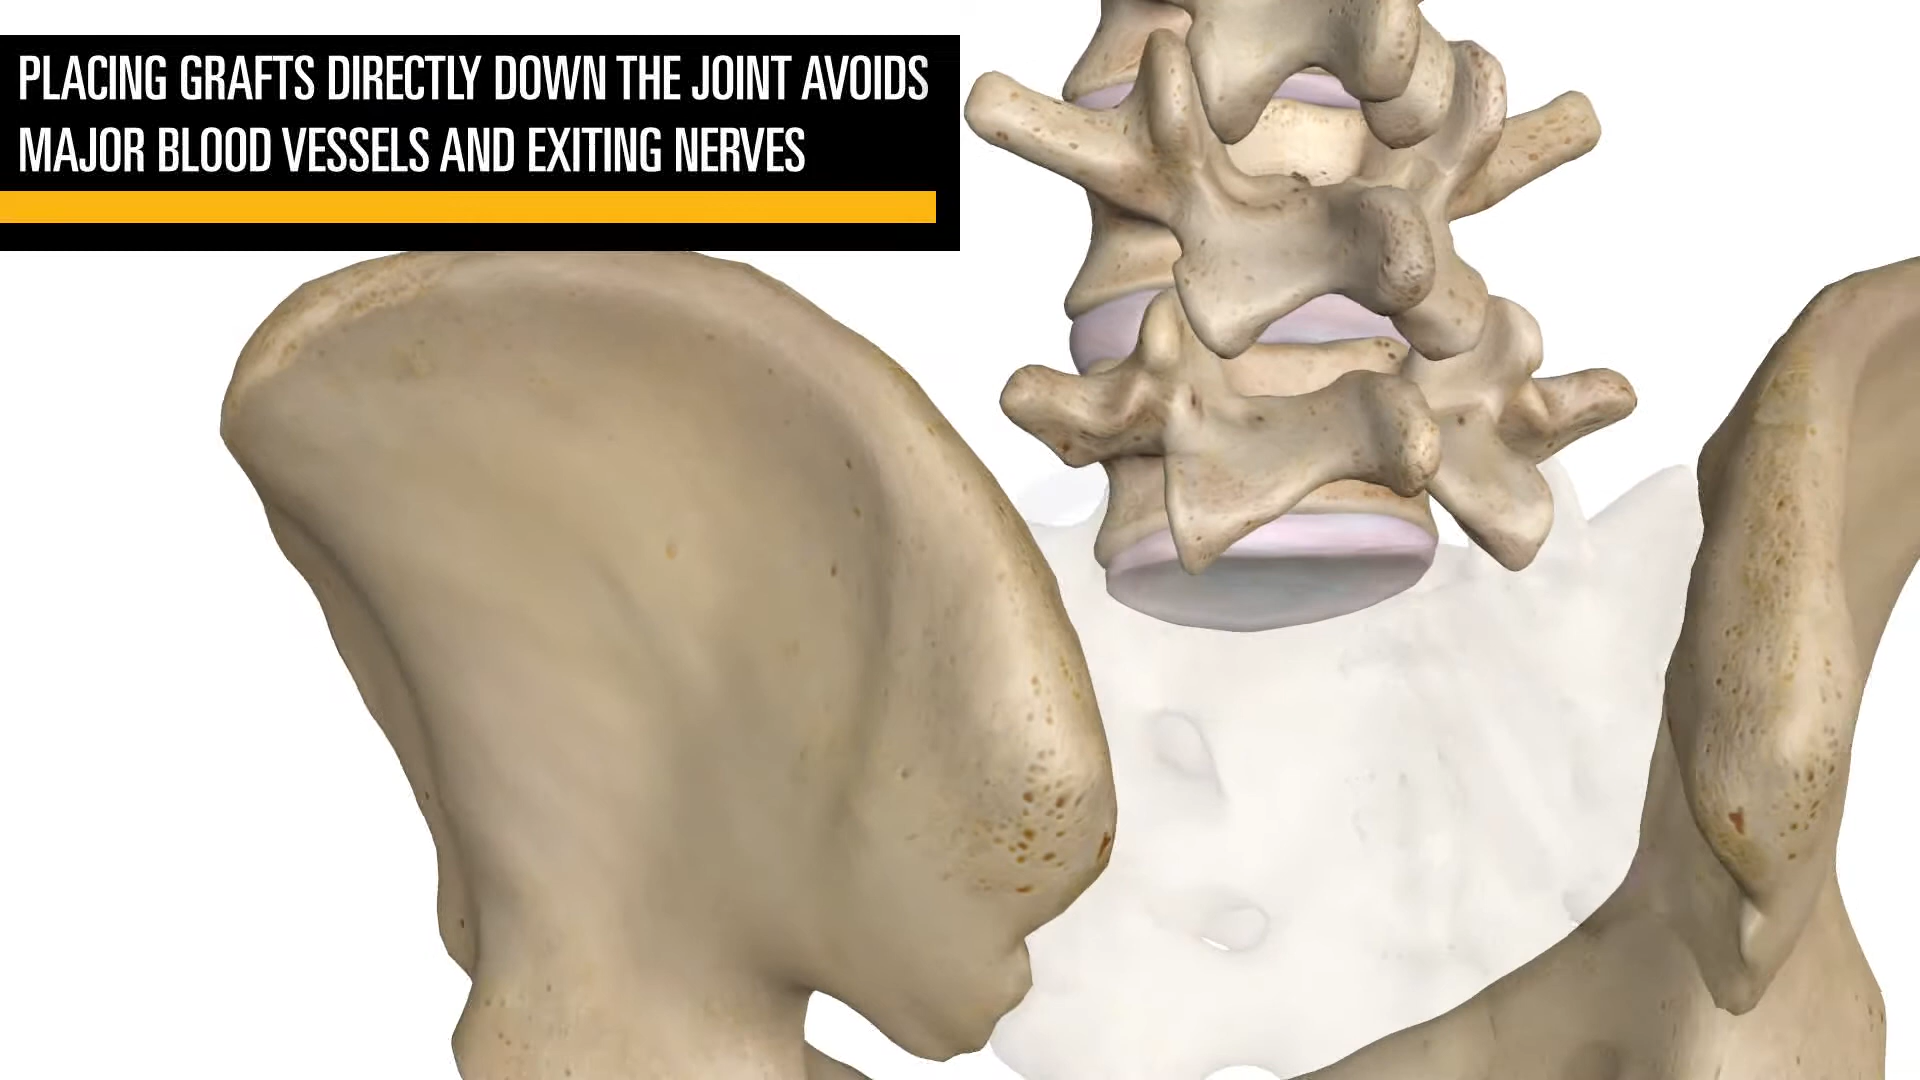 PLACING GRAFTS DIRECTLY DOWN THE JOINT AVOIDS
MAJOR BLOOD VESSELS AND EXITING NERVES